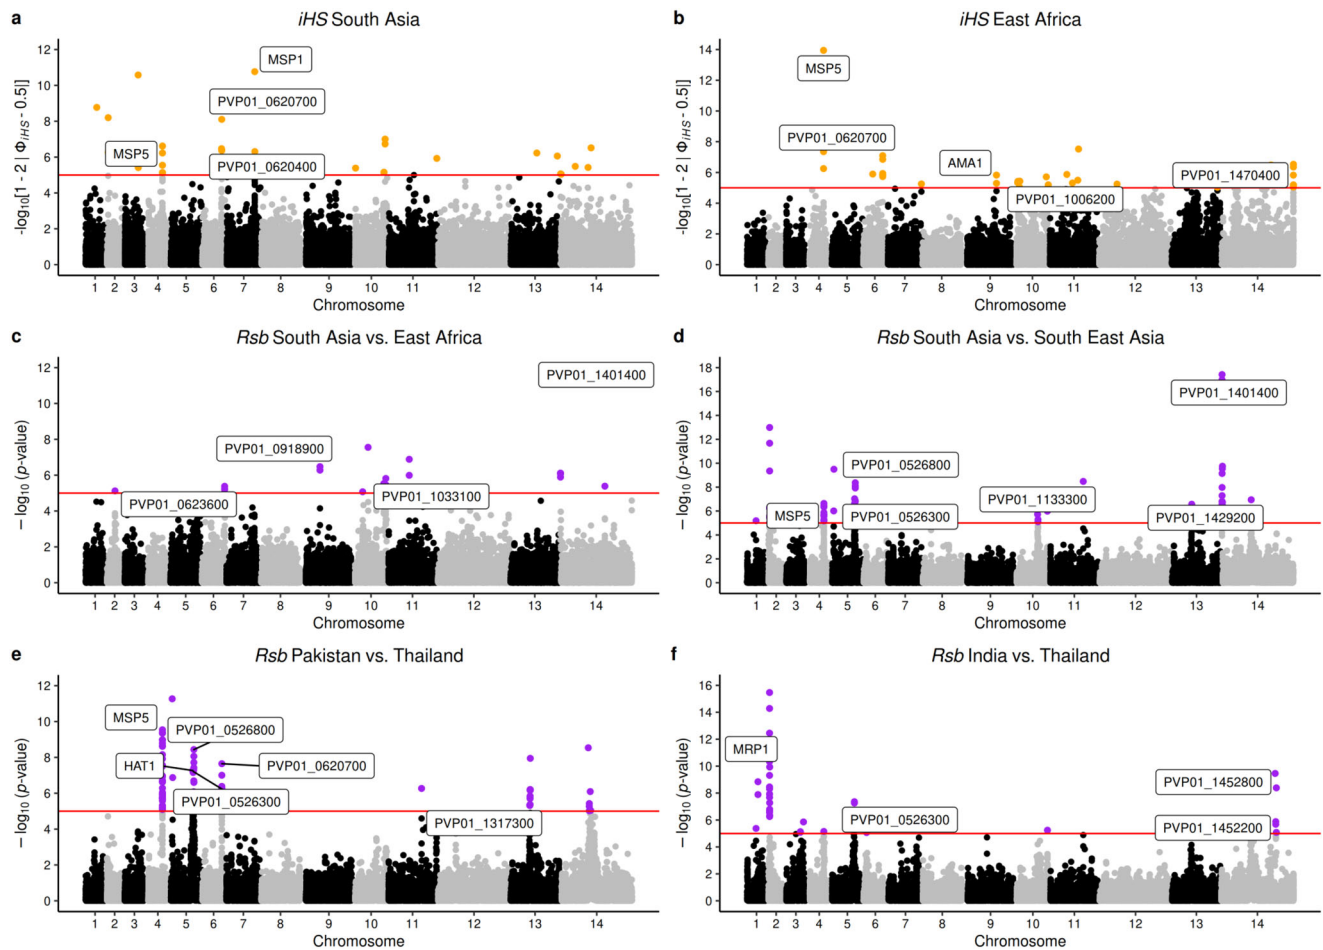 a
iHS South Asia
-log10[1 - 2 | ΦiHS - 0.5|]
12
10
8
6
4
2
0
MSP1
PVP01_0620700
MSP5
PVP01_0620400
1 2 3 4 5 6 7 8 9 10 11 12 13 14
Chromosome
b
iHS East Africa
-log10[1 - 2 | ΦiHS - 0.5|]
14
12
10
8
6
4
2
0
MSP5
PVP01_0620700
AMA1
PVP01_1470400
PVP01_1006200
1 2 3 4 5 6 7 8 9 10 11 12 13 14
Chromosome
c
Rsb South Asia vs. East Africa
− log10 (p-value)
12
10
8
6
4
2
0
PVP01_1401400
PVP01_0918900
PVP01_1033100
PVP01_0623600
1 2 3 4 5 6 7 8 9 10 11 12 13 14
Chromosome
d
Rsb South Asia vs. South East Asia
− log10 (p-value)
18
16
14
12
10
8
6
4
2
0
PVP01_1401400
PVP01_0526800
PVP01_1133300
MSP5
PVP01_0526300
PVP01_1429200
1 2 3 4 5 6 7 8 9 10 11 12 13 14
Chromosome
e
Rsb Pakistan vs. Thailand
− log10 (p-value)
12
10
8
6
4
2
0
MSP5
PVP01_0526800
HAT1
PVP01_0620700
PVP01_0526300
PVP01_1317300
1 2 3 4 5 6 7 8 9 10 11 12 13 14
Chromosome
f
Rsb India vs. Thailand
− log10 (p-value)
16
14
12
10
8
6
4
2
0
MRP1
PVP01_1452800
PVP01_0526300
PVP01_1452200
1 2 3 4 5 6 7 8 9 10 11 12 13 14
Chromosome